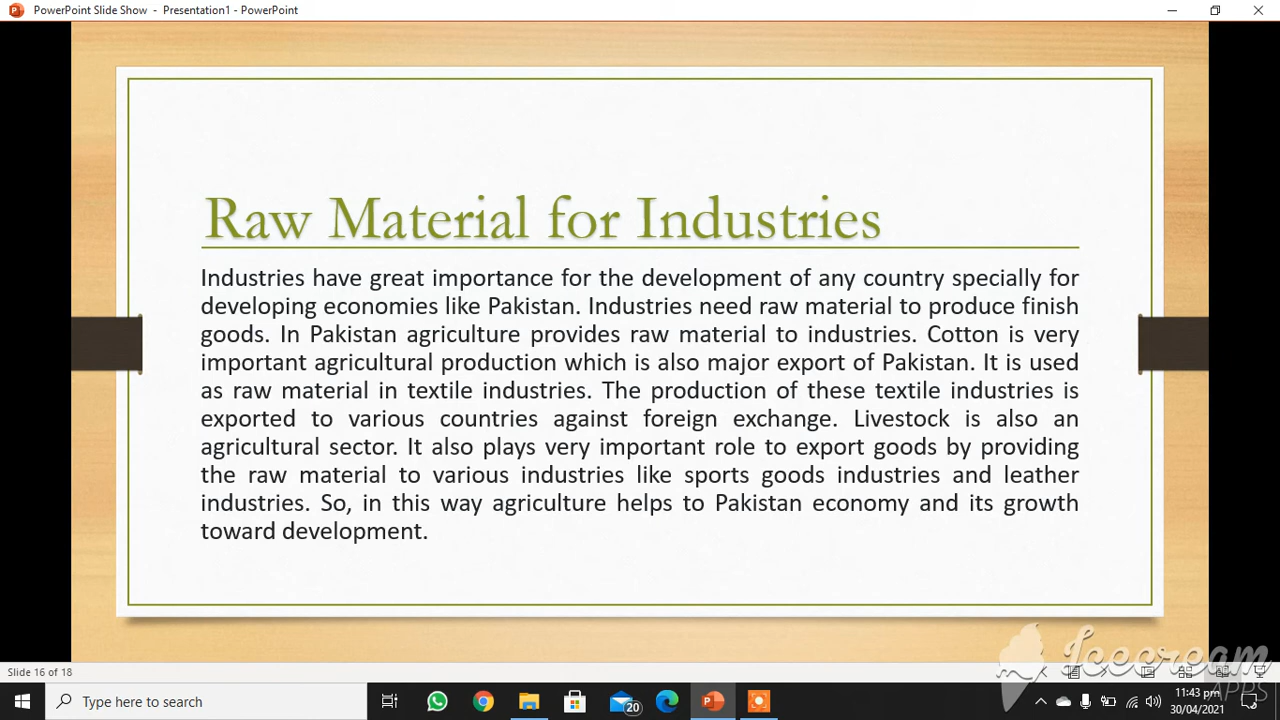 PowerPoint Slide Show - Presentation1 - PowerPoint
Raw Material for Industries
Industries have great importance for the development of any country specially for
developing economies like Pakistan. Industries need raw material to produce finish
goods. In Pakistan agriculture provides raw material to industries. Cotton is very
important agricultural production which is also major export of Pakistan. It is used
as raw material in textile industries. The production of these textile industries is
exported to various countries against foreign exchange. Livestock is also an
agricultural sector. It also plays very important role to export goods by providing
the raw material to various industries like sports goods industries and leather
industries. So, in this way agriculture helps to Pakistan economy and its growth
toward development.
Icecream
APPS
Slide 16 of 18
Type here to search
20
11:43 pm
30/04/2021